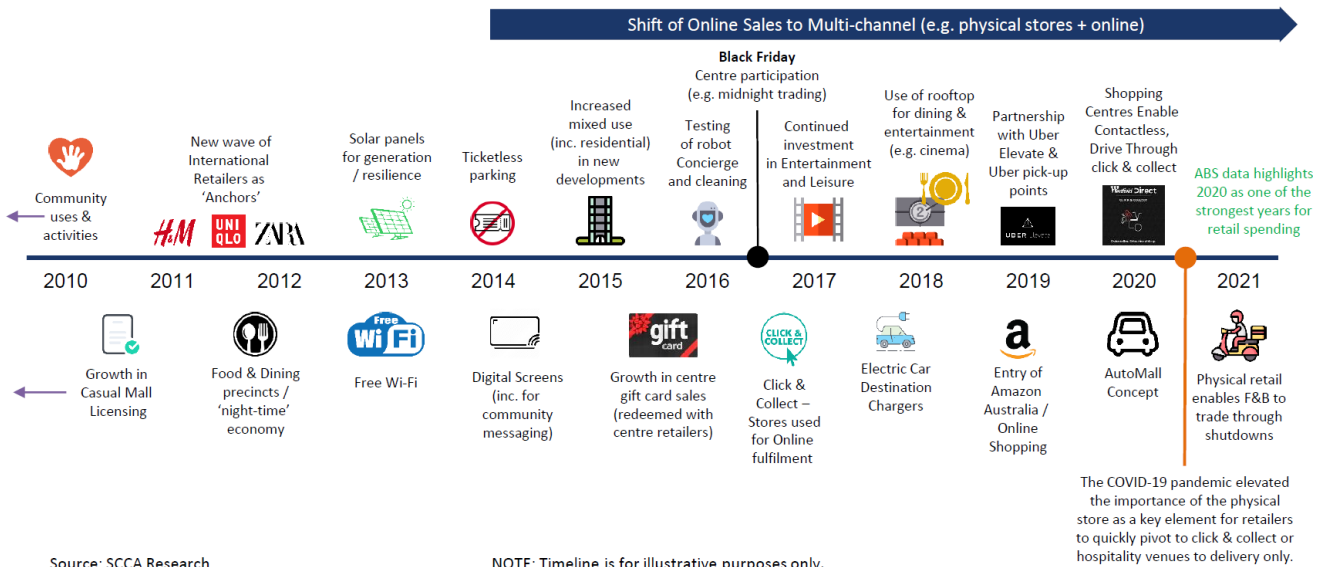 Shift of Online Sales to Multi-channel (e.g. physical stores + online)
Black Friday
Centre participation
(e.g. midnight trading)
Community
uses &
activities
New wave of
International
Retailers as
‘Anchors’
H&M
UNI
QLO
ZARA
Solar panels
for generation
/ resilience
Ticketless
parking
Increased
mixed use
(inc. residential)
in new
developments
Testing
of robot
Concierge
and cleaning
Continued
investment
in Entertainment
and Leisure
Use of rooftop
for dining &
entertainment
(e.g. cinema)
2
Partnership
with Uber
Elevate &
Uber pick-up
points
UBER Elevate
Shopping
Centres Enable
Contactless,
Drive Through
click & collect
Westfield Direct
ABS data highlights
2020 as one of the
strongest years for
retail spending
2010 2011 2012 2013 2014 2015 2016 2017 2018 2019 2020 2021
Growth in
Casual Mall
Licensing
Food & Dining
precincts /
‘night-time’
economy
Free
Wi Fi
Free Wi-Fi
Digital Screens
(inc. for
community
messaging)
gift
card
Growth in centre
gift card sales
(redeemed with
centre retailers)
CLICK &
COLLECT
Click &
Collect –
Stores used
for Online
fulfilment
Electric Car
Destination
Chargers
a
Entry of
Amazon
Australia /
Online
Shopping
AutoMall
Concept
Physical retail
enables F&B to
trade through
shutdowns
The COVID-19 pandemic elevated
the importance of the physical
store as a key element for retailers
to quickly pivot to click & collect or
hospitality venues to delivery only.
Source: SCCA Research
NOTE: Timeline is for illustrative purposes only.